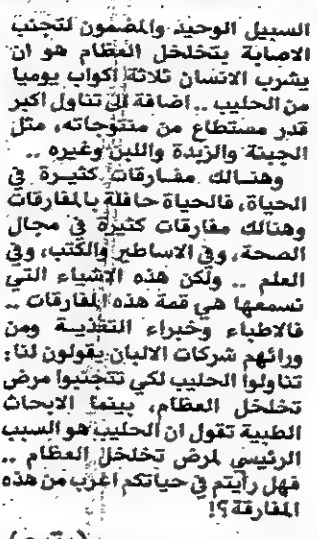 السبيل الوحيد والمضمون لتجنب
الاصابة بتخلخل العظام هو ان
يشرب الانسان ثلاثة اكواب يوميا
من الحليب .. اضافة الى تناول اكبر
قدر مستطاع من منتوجاته، مثل
الجبنة والزبدة واللبن وغيره ..
وهنالك مفارقات كثيرة في
الحياة، فالحياة حافلة بالمفارقات
وهنالك مفارقات كثيرة في مجال
الصحة، وفي الاساطير والكتب، وفي
العلم .. ولكن هذه الاشياء التي
نسمعها هي قمة هذه المفارقات ..
فالاطباء وخبراء التغذية ومن
ورائهم شركات الالبان يقولون لنا:
تناولوا الحليب لكي تتجنبوا مرض
تخلخل العظام، بينما الابحاث
الطبية تقول ان الحليب هو السبب
الرئيسي لمرض تخلخل العظام ..
فهل رأيتم في حياتكم اغرب من هذه
المفارقة؟!